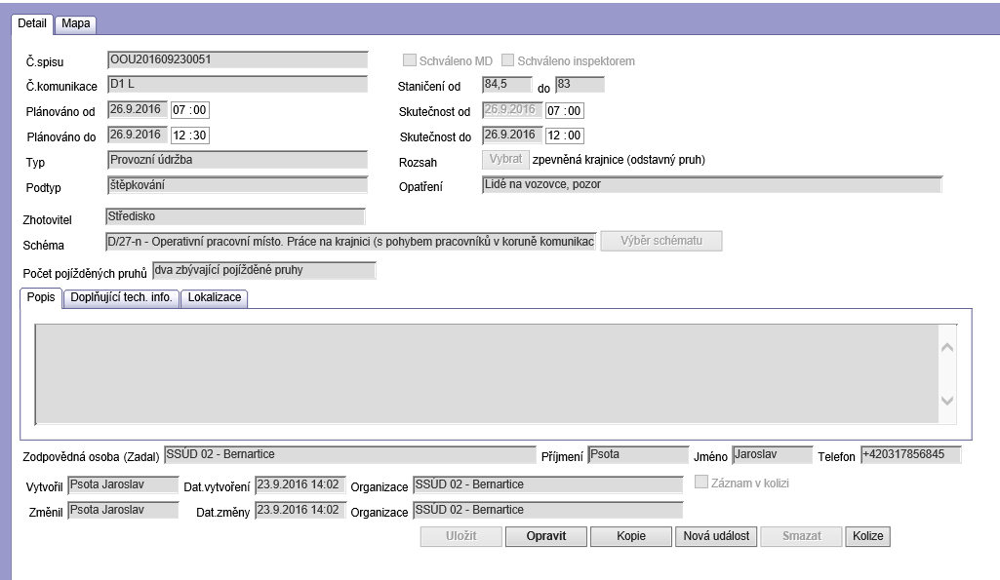 Detail Mapa
Č.spisu OOU201609230051 Schváleno MD Schváleno inspektorem
Č.komunikace D1 L Staničení od 84,5 do 83
Plánováno od 26.9.2016 07 :00 Skutečnost od 26.9.2016 07 :00
Plánováno do 26.9.2016 12 :30 Skutečnost do 26.9.2016 12 :00
Typ Provozní údržba Rozsah Vybrat zpevněná krajnice (odstavný pruh)
Podtyp štěpkování Opatření Lidé na vozovce, pozor
Zhotovitel Středisko
Schéma D/27-n - Operativní pracovní místo. Práce na krajnici (s pohybem pracovníků v koruně komunikac Výběr schématu
Počet pojížděných pruhů dva zbývající pojížděné pruhy
Popis Doplňující tech. info. Lokalizace
Zodpovědná osoba (Zadal) SSÚD 02 - Bernartice Příjmení Psota Jméno Jaroslav Telefon +420317856845
Vytvořil Psota Jaroslav Dat.vytvoření 23.9.2016 14:02 Organizace SSÚD 02 - Bernartice Záznam v kolizi
Změnil Psota Jaroslav Dat.změny 23.9.2016 14:02 Organizace SSÚD 02 - Bernartice
Uložit Opravit Kopie Nová událost Smazat Kolize